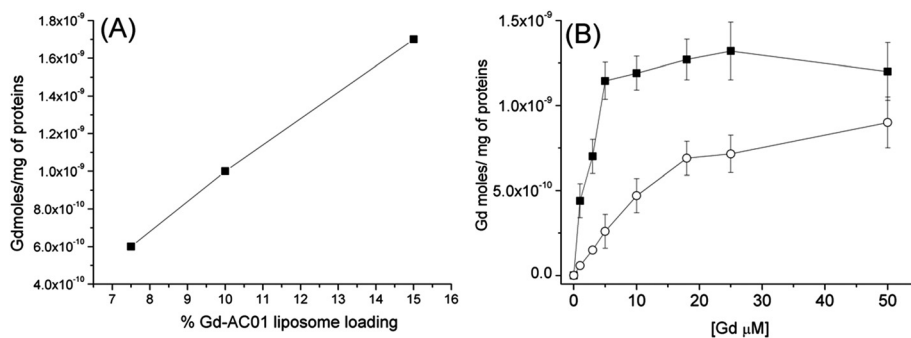 (A)
Gdmoles/mg of proteins
1.8x10⁻⁹
1.6x10⁻⁹
1.4x10⁻⁹
1.2x10⁻⁹
1.0x10⁻⁹
8.0x10⁻¹⁰
6.0x10⁻¹⁰
4.0x10⁻¹⁰
7 8 9 10 11 12 13 14 15 16
% Gd-AC01 liposome loading
(B)
Gd moles/ mg of proteins
1.5x10⁻⁹
1.0x10⁻⁹
5.0x10⁻¹⁰
0.0
0 10 20 30 40 50
[Gd μM]